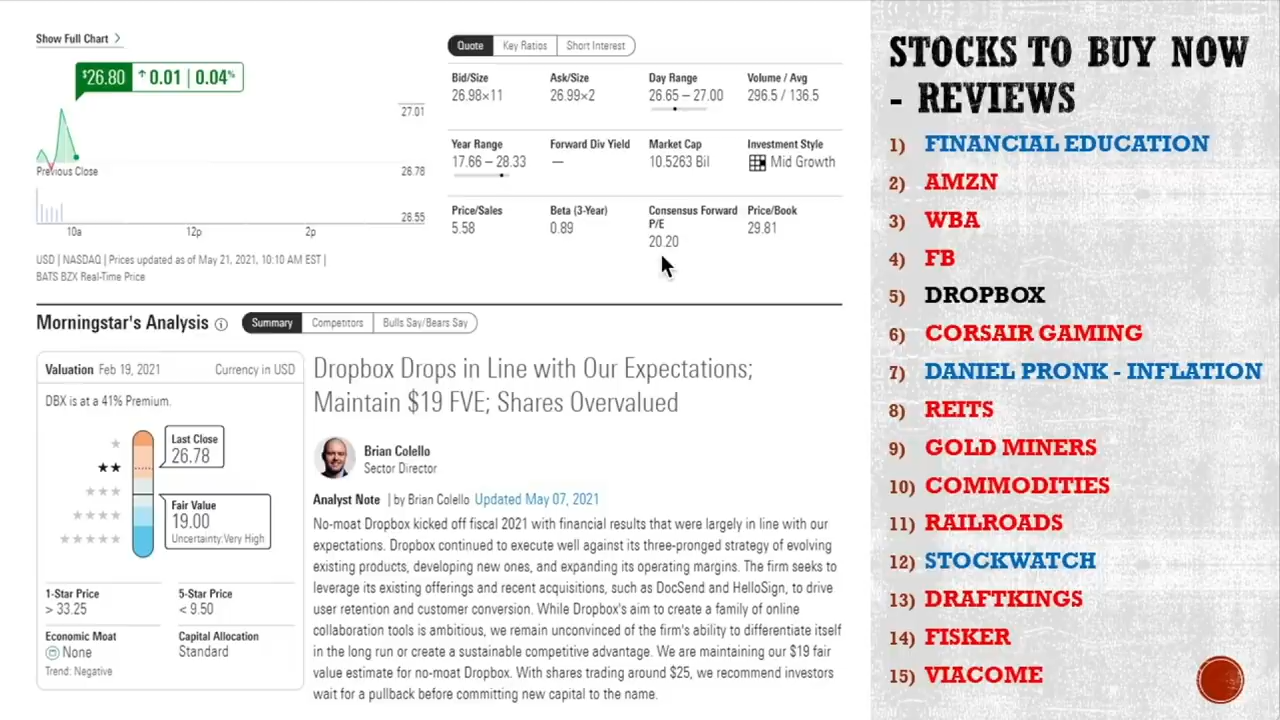 Show Full Chart >
$26.80 ↑ 0.01 | 0.04%
27.01
Previous Close
26.78
26.55
10a 12p 2p
USD | NASDAQ | Prices updated as of May 21, 2021, 10:10 AM EST |
BATS BZX Real-Time Price
Quote Key Ratios Short Interest
Bid/Size Ask/Size Day Range Volume / Avg
26.98×11 26.99×2 26.65 – 27.00 296.5 / 136.5
Year Range Forward Div Yield Market Cap Investment Style
17.66 – 28.33 — 10.5263 Bil Mid Growth
Price/Sales Beta (3-Year) Consensus Forward P/E Price/Book
5.58 0.89 20.20 29.81
Morningstar's Analysis Summary Competitors Bulls Say/Bears Say
Valuation Feb 19, 2021 Currency in USD
DBX is at a 41% Premium.
Last Close
26.78
Fair Value
19.00
Uncertainty: Very High
1-Star Price 5-Star Price
> 33.25 < 9.50
Economic Moat Capital Allocation
None Standard
Trend: Negative
Dropbox Drops in Line with Our Expectations;
Maintain $19 FVE; Shares Overvalued
Brian Colello
Sector Director
Analyst Note | by Brian Colello Updated May 07, 2021
No-moat Dropbox kicked off fiscal 2021 with financial results that were largely in line with our
expectations. Dropbox continued to execute well against its three-pronged strategy of evolving
existing products, developing new ones, and expanding its operating margins. The firm seeks to
leverage its existing offerings and recent acquisitions, such as DocSend and HelloSign, to drive
user retention and customer conversion. While Dropbox's aim to create a family of online
collaboration tools is ambitious, we remain unconvinced of the firm's ability to differentiate itself
in the long run or create a sustainable competitive advantage. We are maintaining our $19 fair
value estimate for no-moat Dropbox. With shares trading around $25, we recommend investors
wait for a pullback before committing new capital to the name.
STOCKS TO BUY NOW
- REVIEWS
1) FINANCIAL EDUCATION
2) AMZN
3) WBA
4) FB
5) DROPBOX
6) CORSAIR GAMING
7) DANIEL PRONK - INFLATION
8) REITS
9) GOLD MINERS
10) COMMODITIES
11) RAILROADS
12) STOCKWATCH
13) DRAFTKINGS
14) FISKER
15) VIACOME